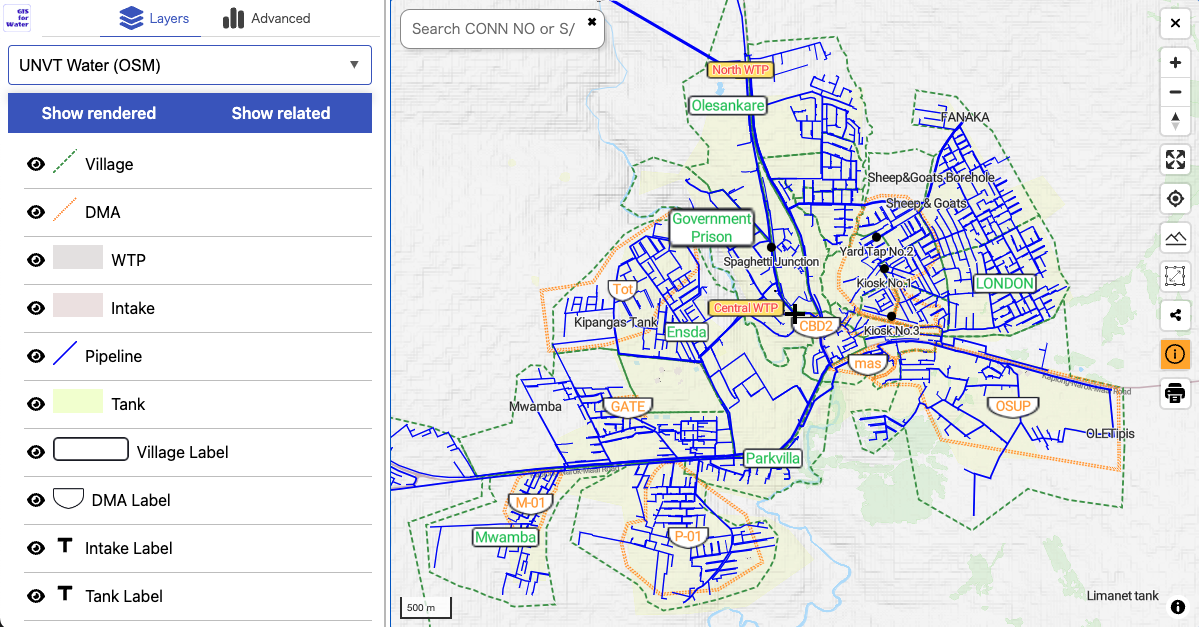 GIS
for
Water
Layers
Advanced
UNVT Water (OSM)
Show rendered
Show related
Village
DMA
WTP
Intake
Pipeline
Tank
Village Label
DMA Label
Intake Label
Tank Label
Search CONN NO or S/
North WTP
Olesankare
FANAKA
Sheep&Goats Borehole
Sheep & Goats
Government
Prison
Yard Tap No.2
Spaghetti Junction
Kiosk No.1
LONDON
Tot
Central WTP
Kipangas Tank
Ensda
CBD2
Kiosk No.3
mas
Mwamba
GATE
OSUP
OLETipis
Parkvilla
M-01
Mwamba
P-01
500 m
Limanet tank